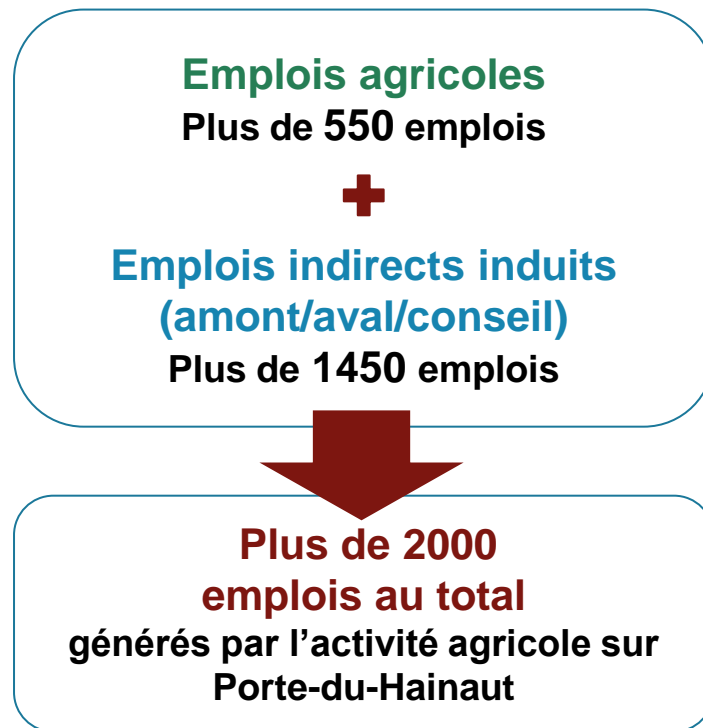 Emplois agricoles
Plus de 550 emplois
+
Emplois indirects induits
(amont/aval/conseil)
Plus de 1450 emplois
Plus de 2000
emplois au total
générés par l’activité agricole sur
Porte-du-Hainaut